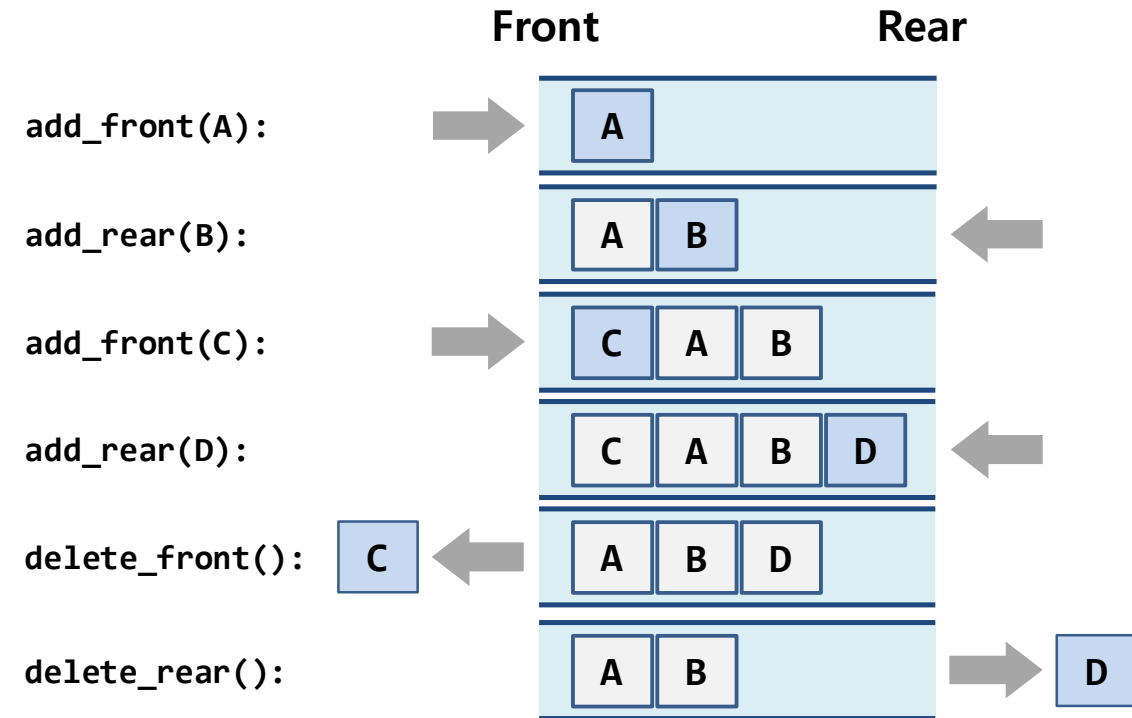 Front Rear
add_front(A): A
add_rear(B): A B
add_front(C): C A B
add_rear(D): C A B D
delete_front(): C A B D
delete_rear(): A B D